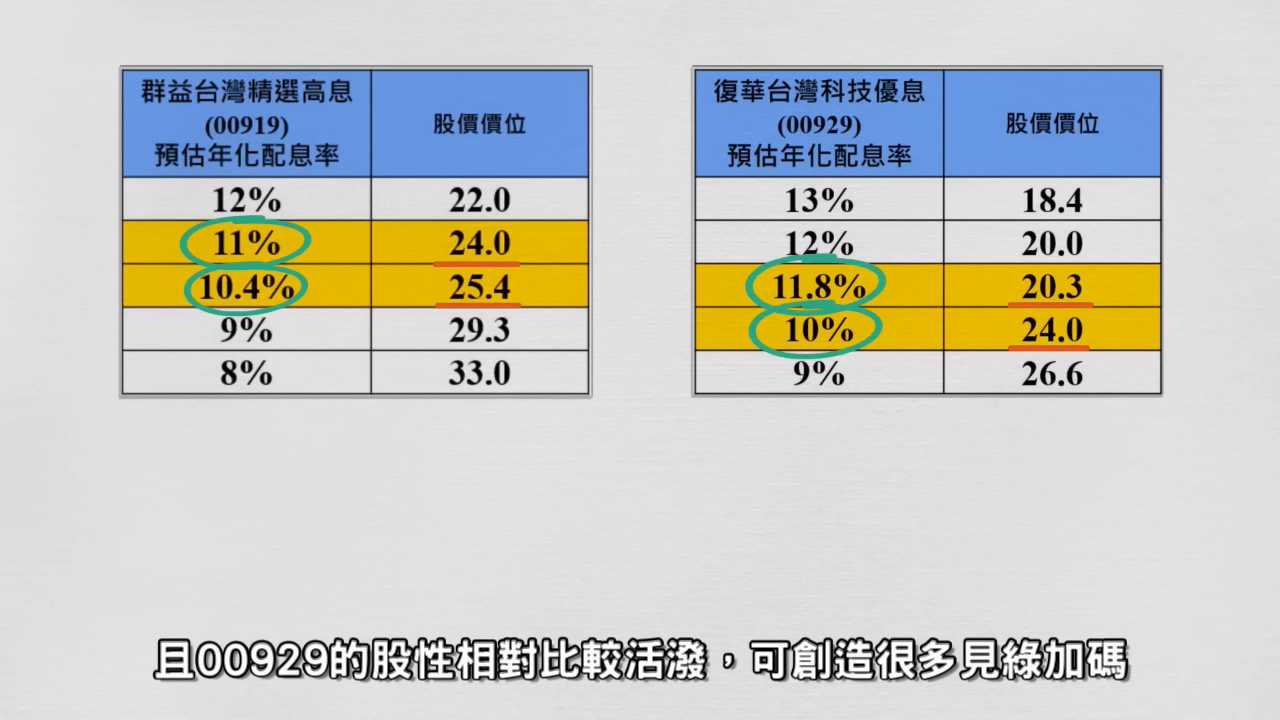 群益台灣精選高息
(00919)
預估年化配息率
股價價位
12% 22.0
11% 24.0
10.4% 25.4
9% 29.3
8% 33.0
復華台灣科技優息
(00929)
預估年化配息率
股價價位
13% 18.4
12% 20.0
11.8% 20.3
10% 24.0
9% 26.6
且00929的股性相對比較活潑，可創造很多見綠加碼